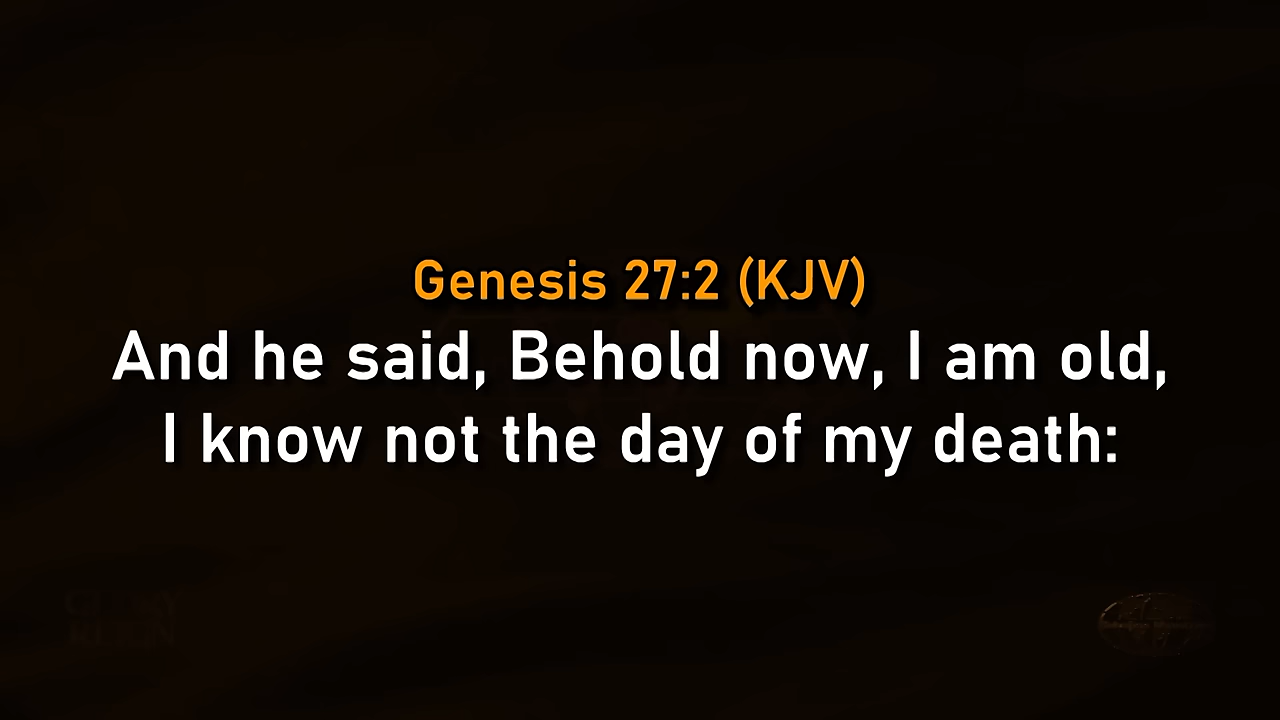 Genesis 27:2 (KJV)
And he said, Behold now, I am old,
I know not the day of my death: